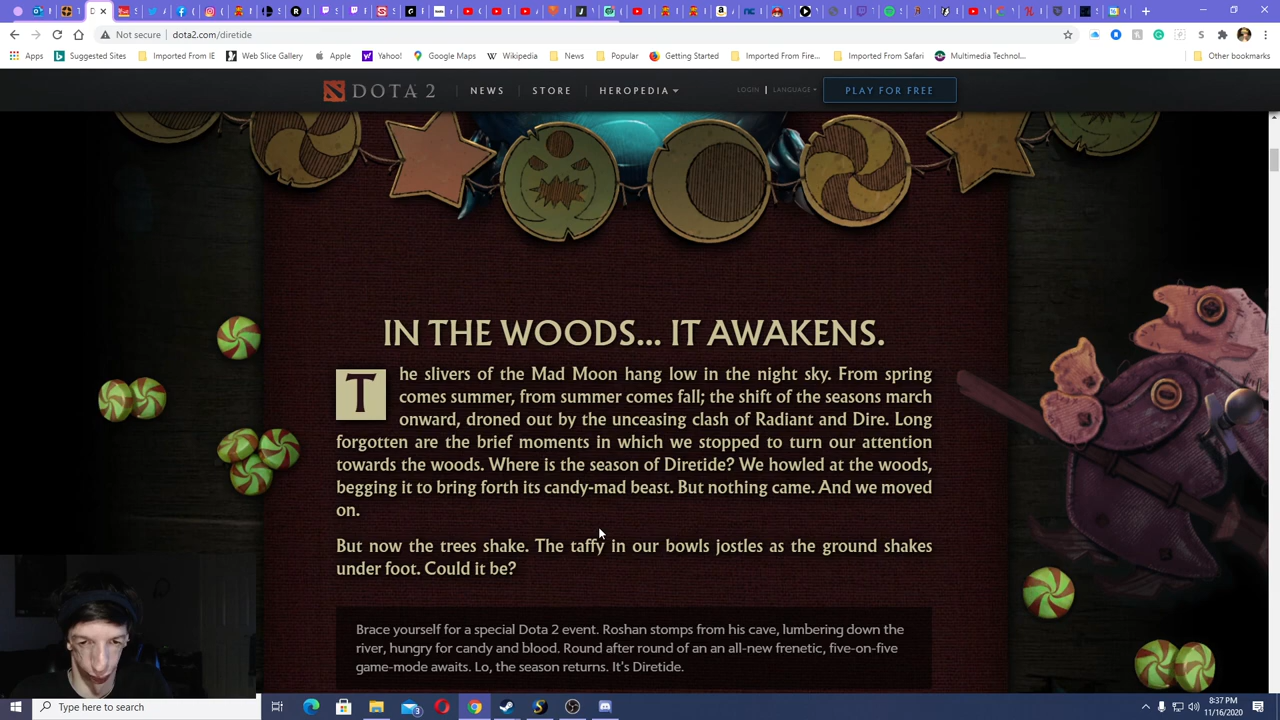 Not secure | dota2.com/diretide
Apps Suggested Sites Imported From IE Web Slice Gallery Apple Yahoo! Google Maps Wikipedia News Popular Getting Started Imported From Fire... Imported From Safari Multimedia Technol... Other bookmarks
DOTA 2 NEWS STORE HEROPEDIA LOGIN | LANGUAGE PLAY FOR FREE
IN THE WOODS... IT AWAKENS.
The slivers of the Mad Moon hang low in the night sky. From spring
comes summer, from summer comes fall; the shift of the seasons march
onward, droned out by the unceasing clash of Radiant and Dire. Long
forgotten are the brief moments in which we stopped to turn our attention
towards the woods. Where is the season of Diretide? We howled at the woods,
begging it to bring forth its candy-mad beast. But nothing came. And we moved
on.
But now the trees shake. The taffy in our bowls jostles as the ground shakes
under foot. Could it be?
Brace yourself for a special Dota 2 event. Roshan stomps from his cave, lumbering down the
river, hungry for candy and blood. Round after round of an an all-new frenetic, five-on-five
game-mode awaits. Lo, the season returns. It's Diretide.
Type here to search
3
8:37 PM
11/16/2020